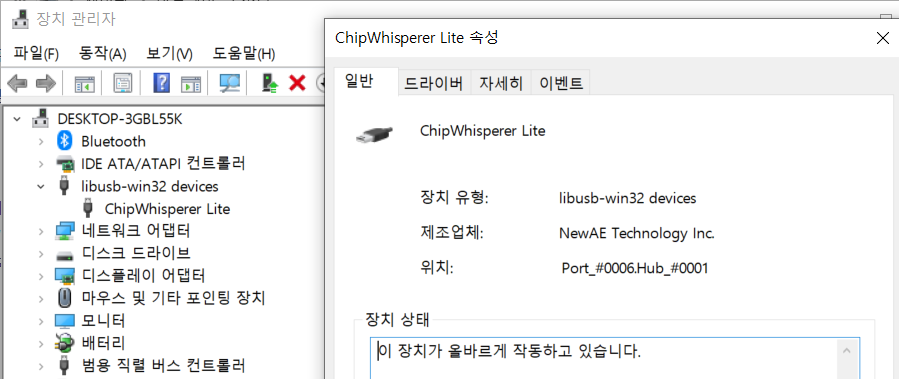 장치 관리자
파일(F) 동작(A) 보기(V) 도움말(H)
DESKTOP-3GBL55K
Bluetooth
IDE ATA/ATAPI 컨트롤러
libusb-win32 devices
ChipWhisperer Lite
네트워크 어댑터
디스크 드라이브
디스플레이 어댑터
마우스 및 기타 포인팅 장치
모니터
배터리
범용 직렬 버스 컨트롤러
ChipWhisperer Lite 속성
일반 드라이버 자세히 이벤트
ChipWhisperer Lite
장치 유형: libusb-win32 devices
제조업체: NewAE Technology Inc.
위치: Port_#0006.Hub_#0001
장치 상태
이 장치가 올바르게 작동하고 있습니다.